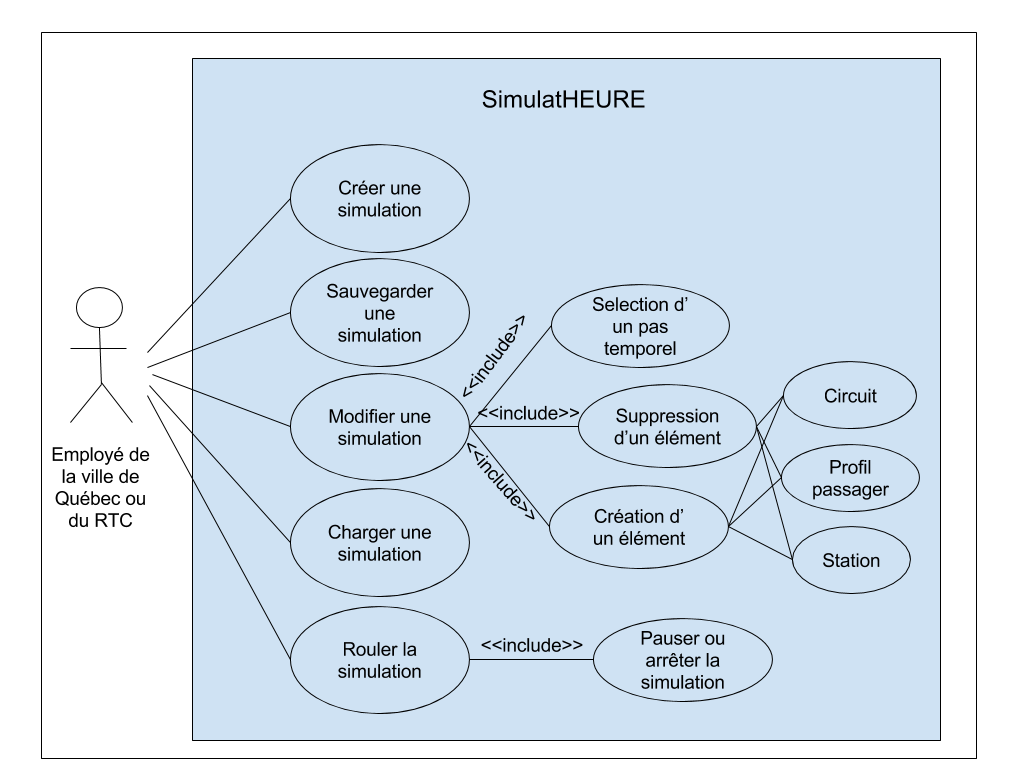 SimulatHEURE
Créer une
simulation
Sauvegarder
une
simulation
Selection d'
un pas
temporel
<<include>>
Modifier une
simulation
<<include>>
Suppression
d'un élément
Circuit
<<include>>
Profil
passager
Employé de
la ville de
Québec ou
du RTC
Création d'
un élément
Charger une
simulation
Station
Rouler la
simulation
<<include>>
Pauser ou
arrêter la
simulation